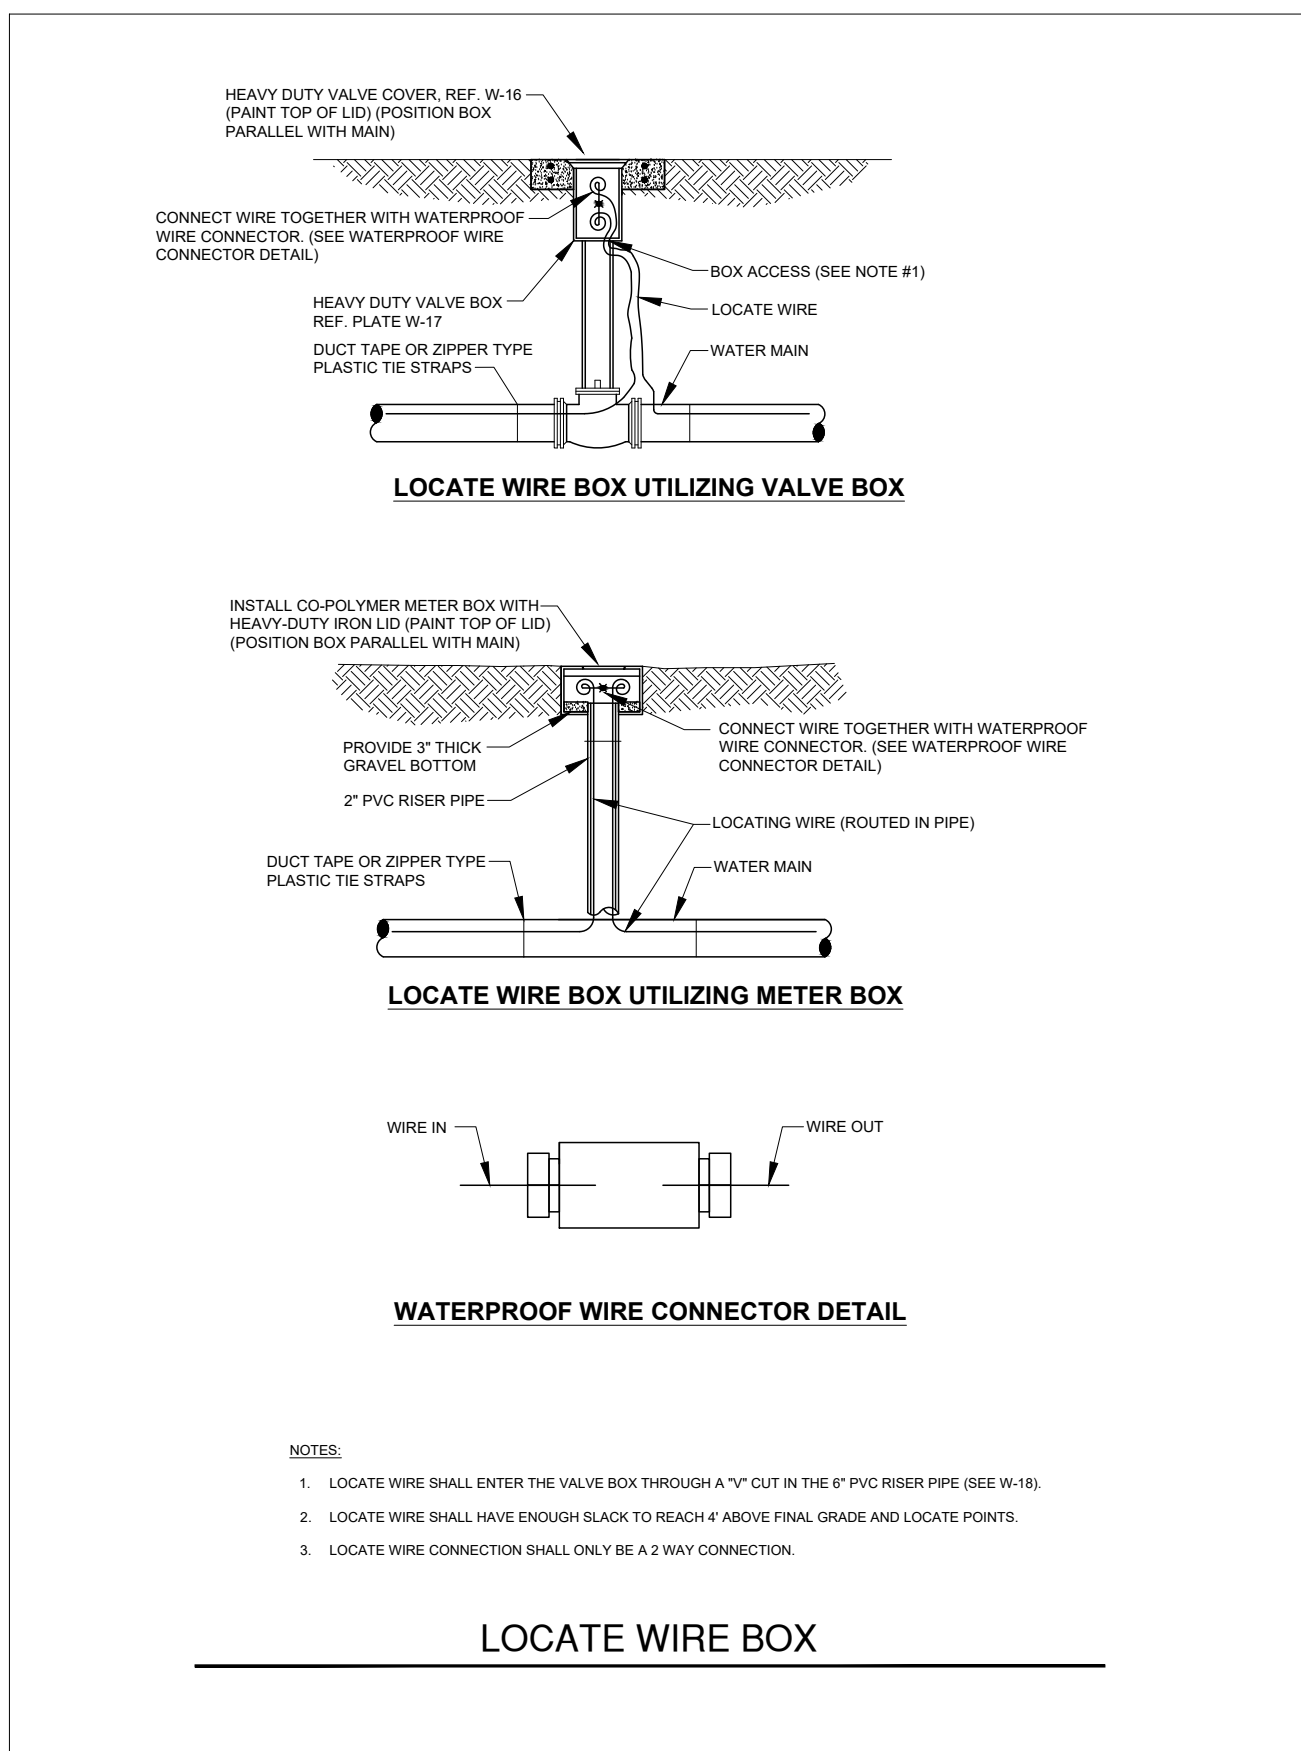 HEAVY DUTY VALVE COVER, REF. W-16
(PAINT TOP OF LID) (POSITION BOX
PARALLEL WITH MAIN)
CONNECT WIRE TOGETHER WITH WATERPROOF
WIRE CONNECTOR. (SEE WATERPROOF WIRE
CONNECTOR DETAIL)
BOX ACCESS (SEE NOTE #1)
HEAVY DUTY VALVE BOX
REF. PLATE W-17
LOCATE WIRE
DUCT TAPE OR ZIPPER TYPE
PLASTIC TIE STRAPS
WATER MAIN
LOCATE WIRE BOX UTILIZING VALVE BOX
INSTALL CO-POLYMER METER BOX WITH
HEAVY-DUTY IRON LID (PAINT TOP OF LID)
(POSITION BOX PARALLEL WITH MAIN)
CONNECT WIRE TOGETHER WITH WATERPROOF
WIRE CONNECTOR. (SEE WATERPROOF WIRE
CONNECTOR DETAIL)
PROVIDE 3" THICK
GRAVEL BOTTOM
2" PVC RISER PIPE
LOCATING WIRE (ROUTED IN PIPE)
DUCT TAPE OR ZIPPER TYPE
PLASTIC TIE STRAPS
WATER MAIN
LOCATE WIRE BOX UTILIZING METER BOX
WIRE IN
WIRE OUT
WATERPROOF WIRE CONNECTOR DETAIL
NOTES:
1. LOCATE WIRE SHALL ENTER THE VALVE BOX THROUGH A "V" CUT IN THE 6" PVC RISER PIPE (SEE W-18).
2. LOCATE WIRE SHALL HAVE ENOUGH SLACK TO REACH 4' ABOVE FINAL GRADE AND LOCATE POINTS.
3. LOCATE WIRE CONNECTION SHALL ONLY BE A 2 WAY CONNECTION.
LOCATE WIRE BOX